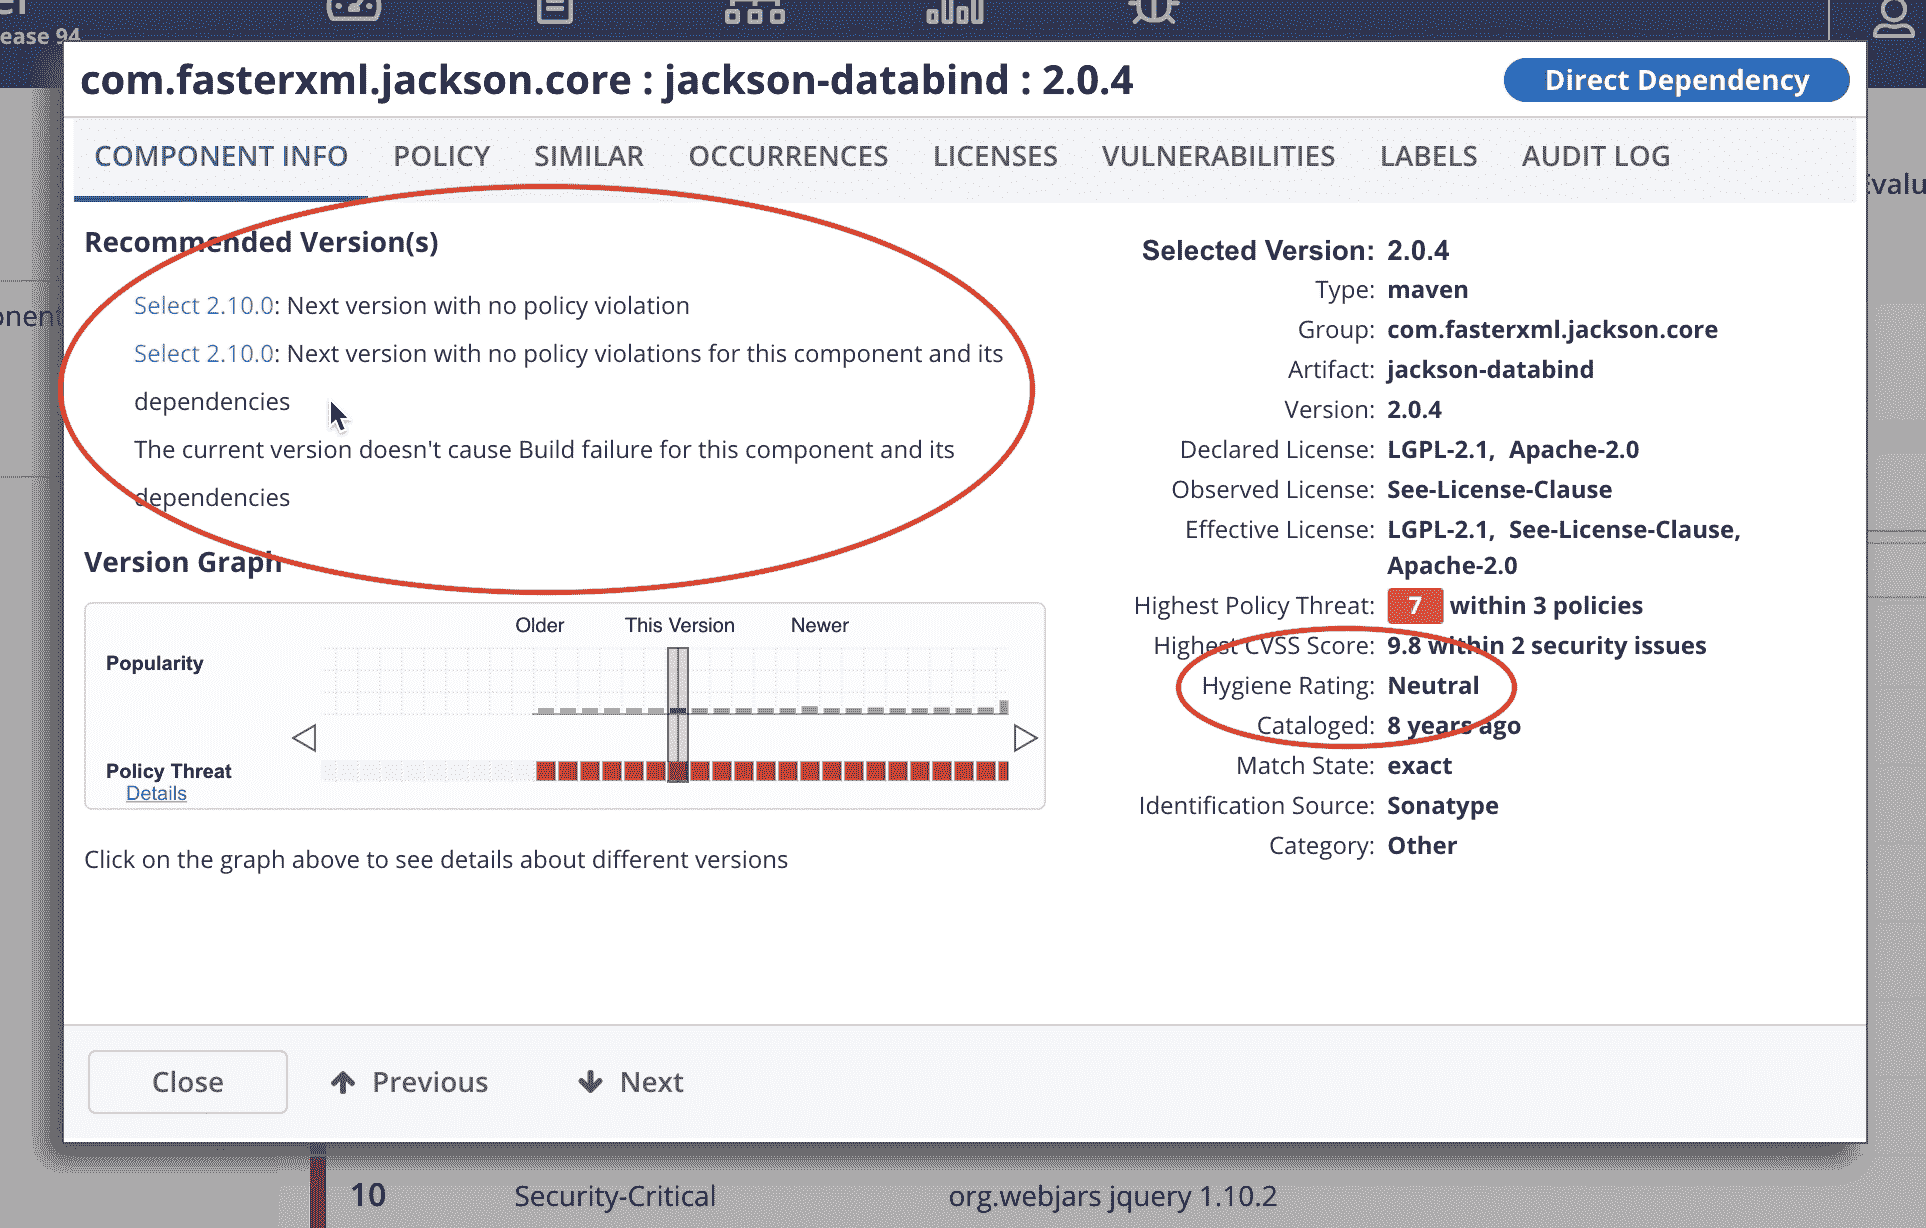 ease 94
com.fasterxml.jackson.core : jackson-databind : 2.0.4
Direct Dependency
COMPONENT INFO
POLICY
SIMILAR
OCCURRENCES
LICENSES
VULNERABILITIES
LABELS
AUDIT LOG
Recommended Version(s)
Select 2.10.0: Next version with no policy violation
Select 2.10.0: Next version with no policy violations for this component and its
dependencies
The current version doesn't cause Build failure for this component and its
dependencies
Version Graph
Older
This Version
Newer
Popularity
Policy Threat
Details
Click on the graph above to see details about different versions
Selected Version: 2.0.4
Type: maven
Group: com.fasterxml.jackson.core
Artifact: jackson-databind
Version: 2.0.4
Declared License: LGPL-2.1, Apache-2.0
Observed License: See-License-Clause
Effective License: LGPL-2.1, See-License-Clause,
Apache-2.0
Highest Policy Threat: 7 within 3 policies
Highest CVSS Score: 9.8 within 2 security issues
Hygiene Rating: Neutral
Cataloged: 8 years ago
Match State: exact
Identification Source: Sonatype
Category: Other
Close
Previous
Next
10
Security-Critical
org.webjars jquery 1.10.2